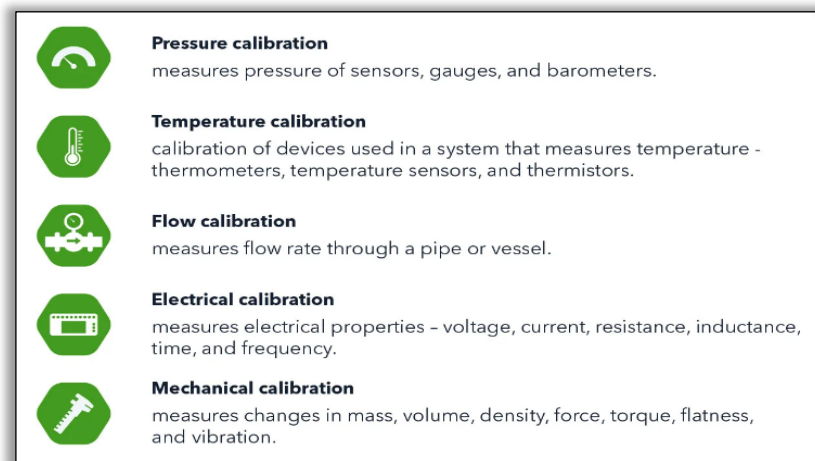 Pressure calibration
measures pressure of sensors, gauges, and barometers.
Temperature calibration
calibration of devices used in a system that measures temperature -
thermometers, temperature sensors, and thermistors.
Flow calibration
measures flow rate through a pipe or vessel.
Electrical calibration
measures electrical properties – voltage, current, resistance, inductance,
time, and frequency.
Mechanical calibration
measures changes in mass, volume, density, force, torque, flatness,
and vibration.